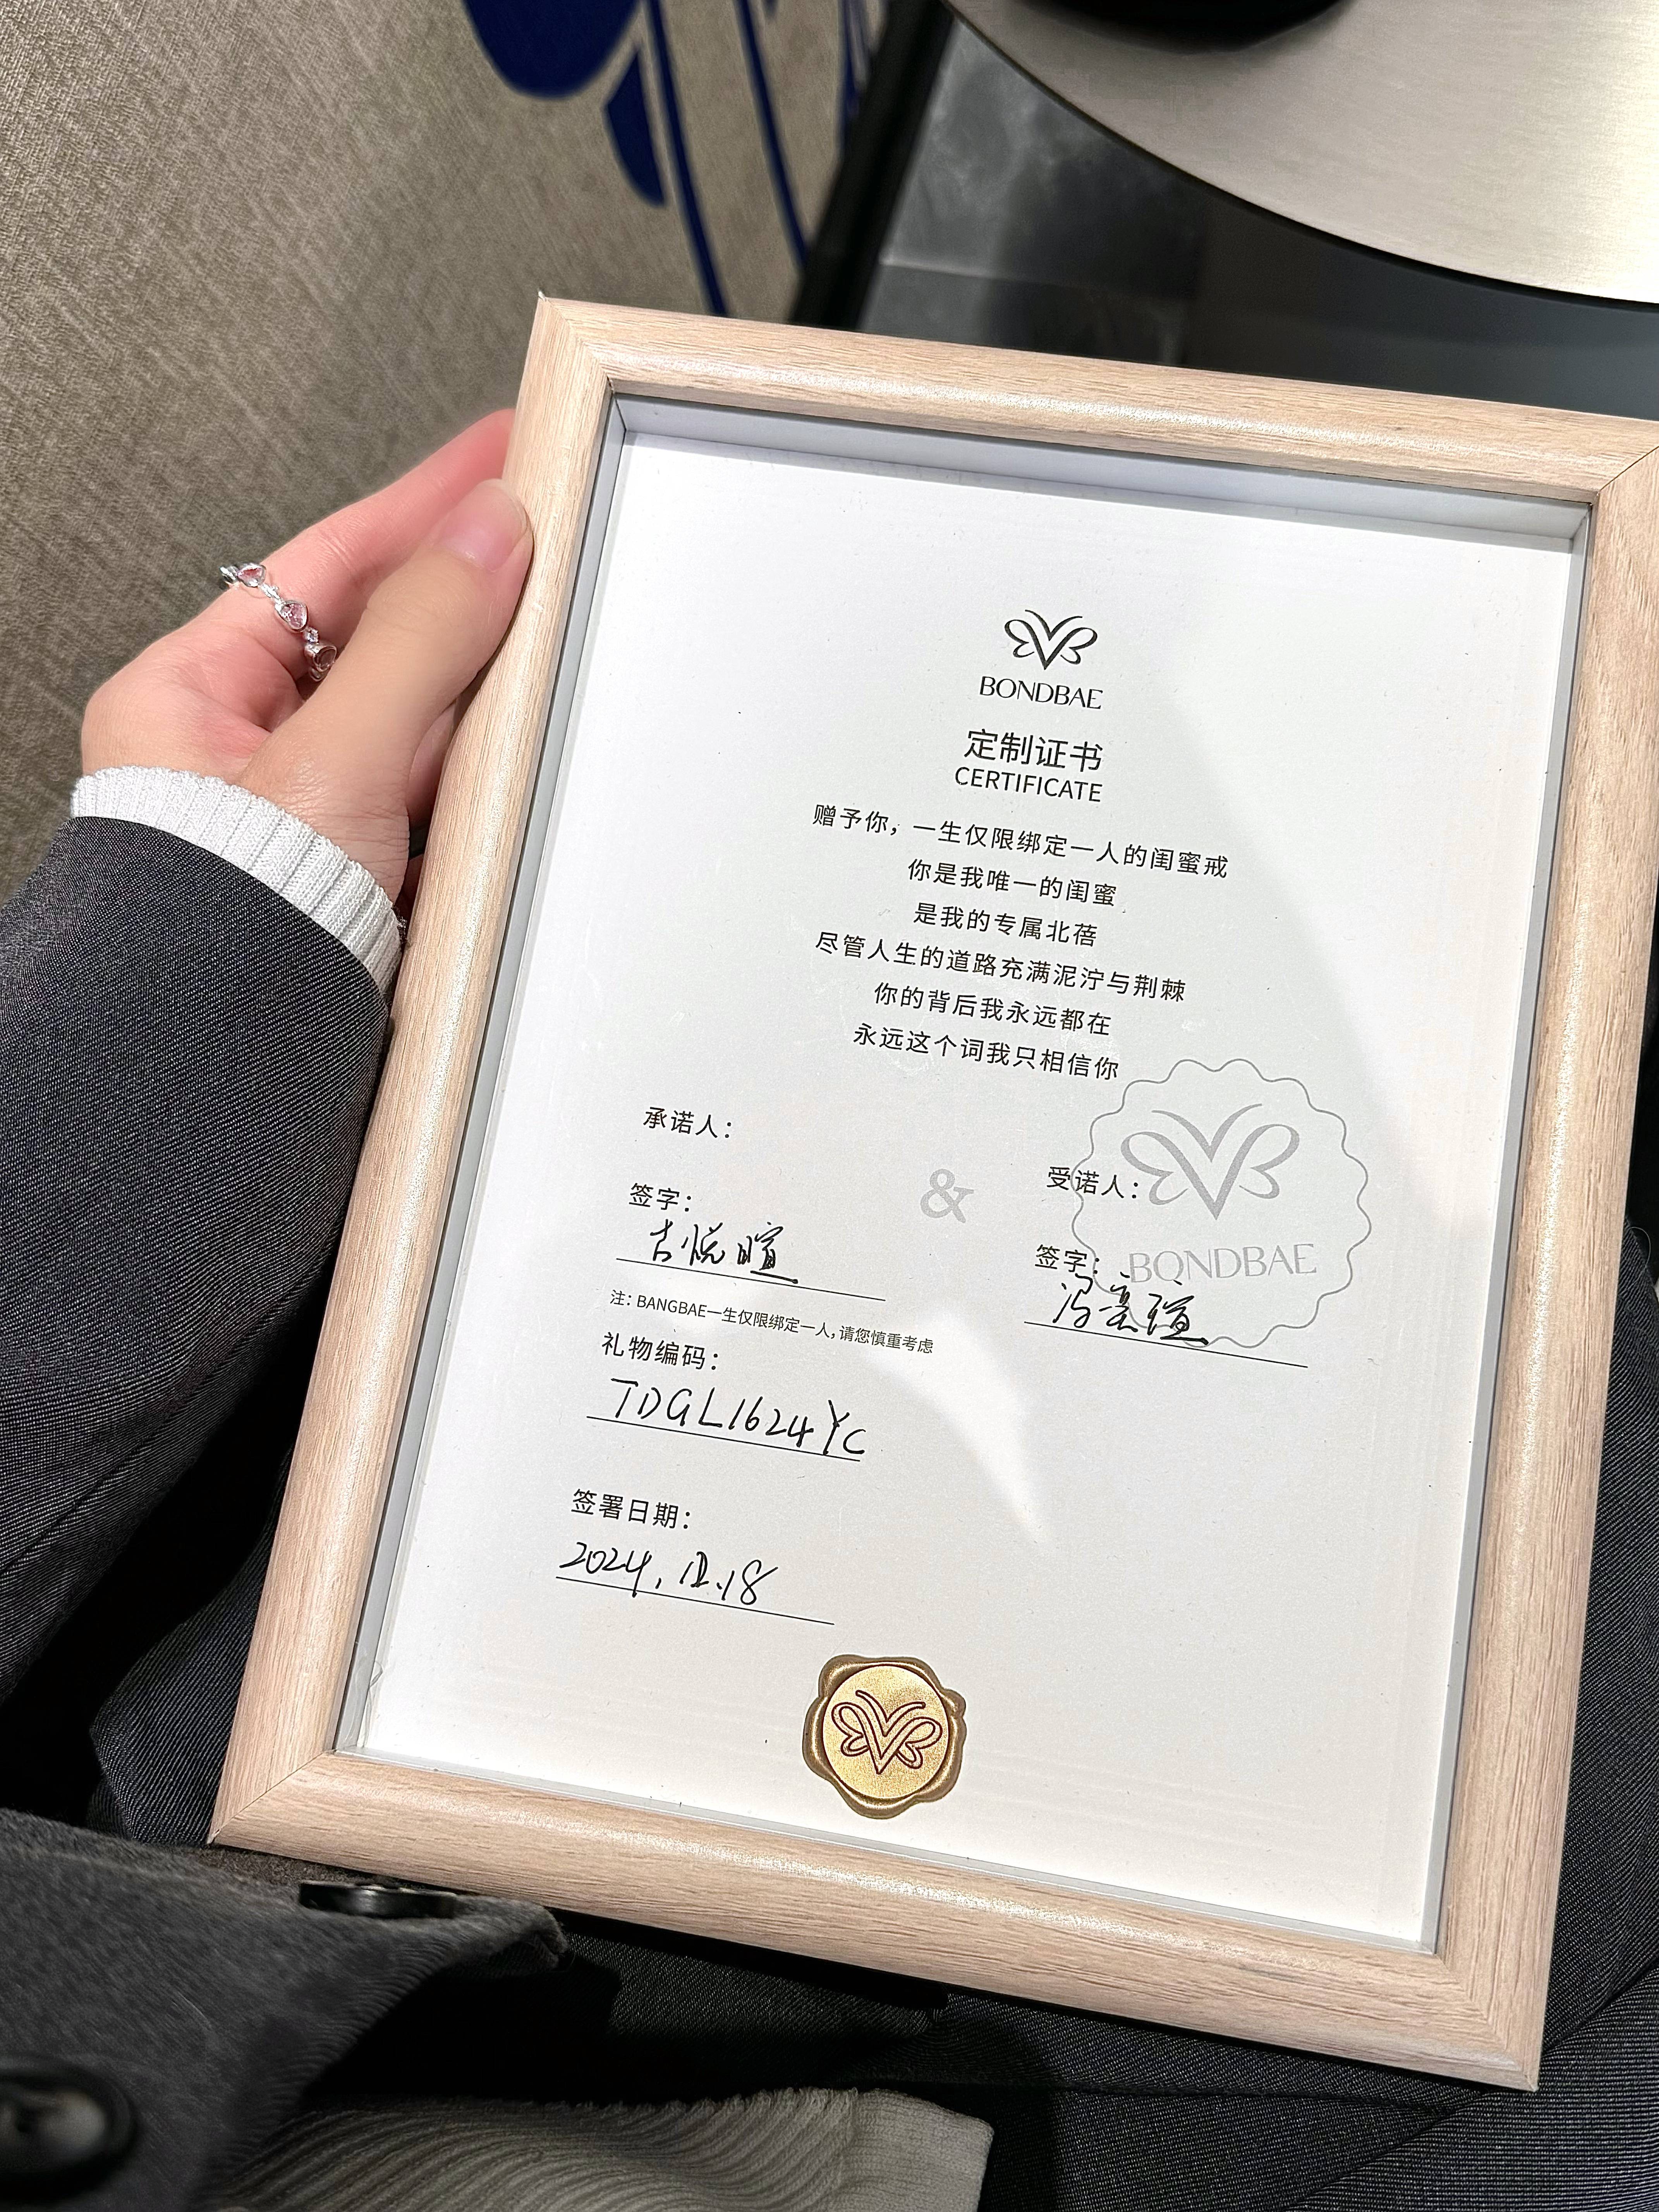 BONDBAE
定制证书
CERTIFICATE
赠予你，一生仅限绑定一人的闺蜜戒
你是我唯一的闺蜜
是我的专属北蓓
尽管人生的道路充满泥泞与荆棘
你的背后我永远都在
永远这个词我只相信你
承诺人：
&
受诺人：
签字：
古悦暄
签字：
BONDBAE
注：BANGBAE一生仅限绑定一人，请您慎重考虑
礼物编码：
TDGL1624YC
签署日期：
2024.12.18